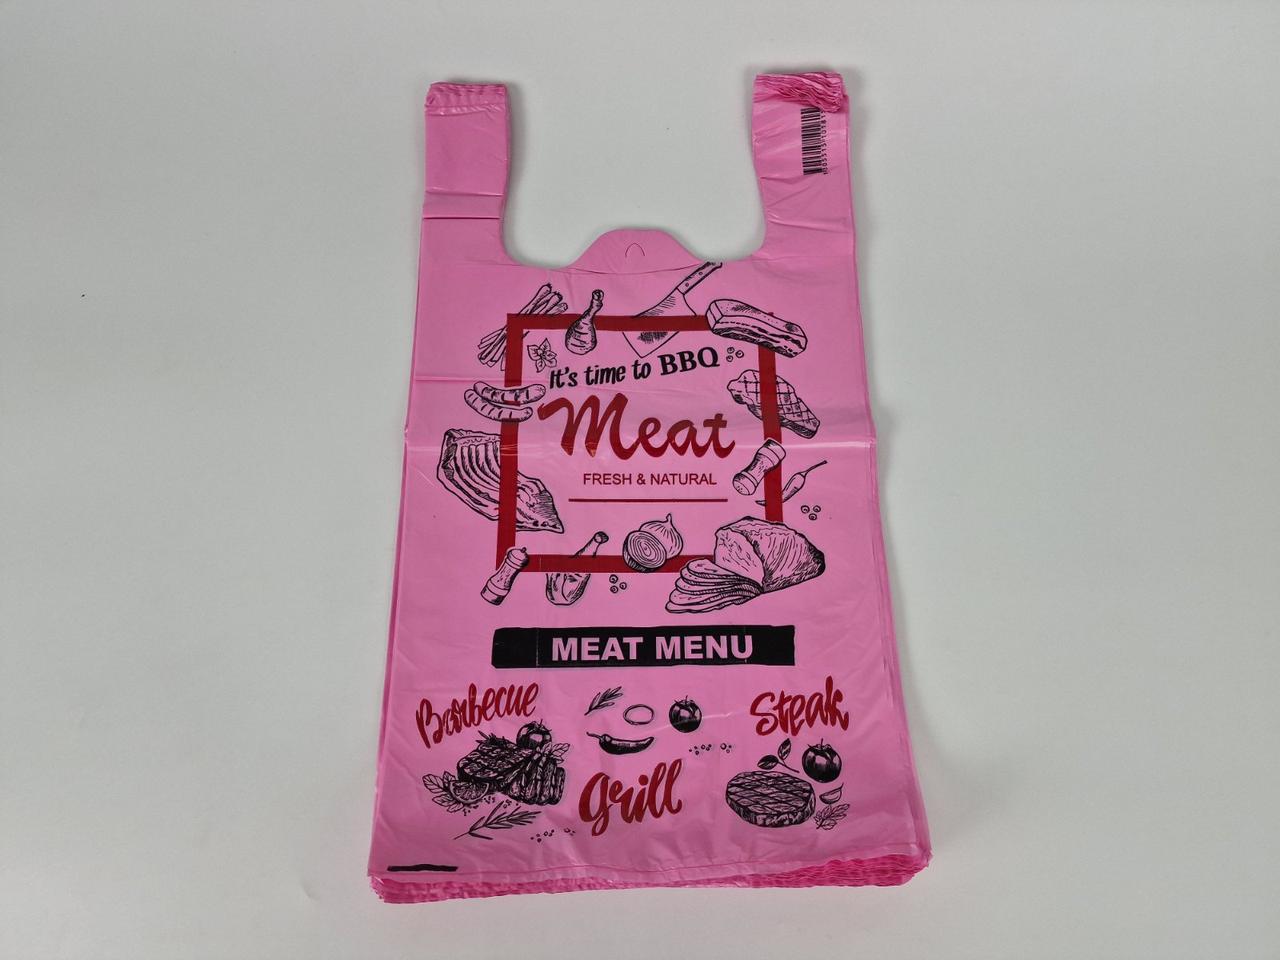 It's time to BBQ
Meat
FRESH & NATURAL
MEAT MENU
Barbecue
Steak
Grill